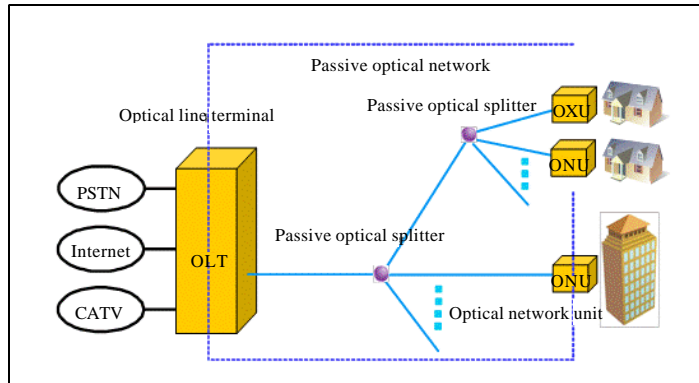 Passive optical network
Passive optical splitter
OXU
Optical line terminal
ONU
PSTN
Passive optical splitter
Internet
OLT
ONU
CATV
Optical network unit